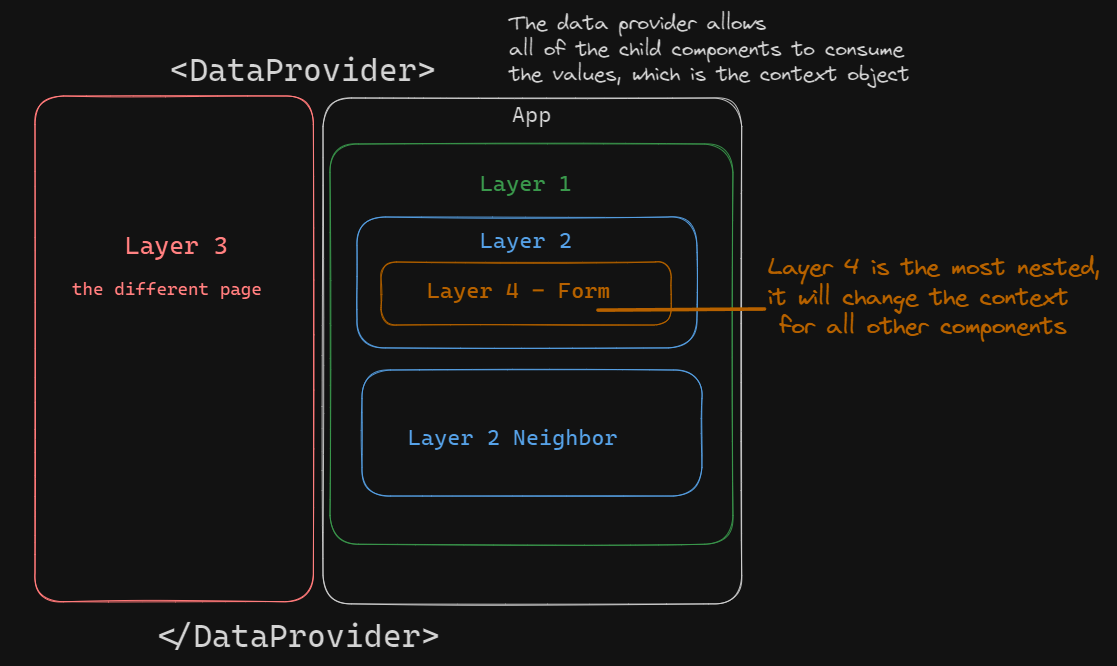 The data provider allows
all of the child components to consume
the values, which is the context object
<DataProvider>
App
Layer 1
Layer 2
Layer 4 - Form
Layer 3
the different page
Layer 4 is the most nested,
it will change the context
for all other components
Layer 2 Neighbor
</DataProvider>